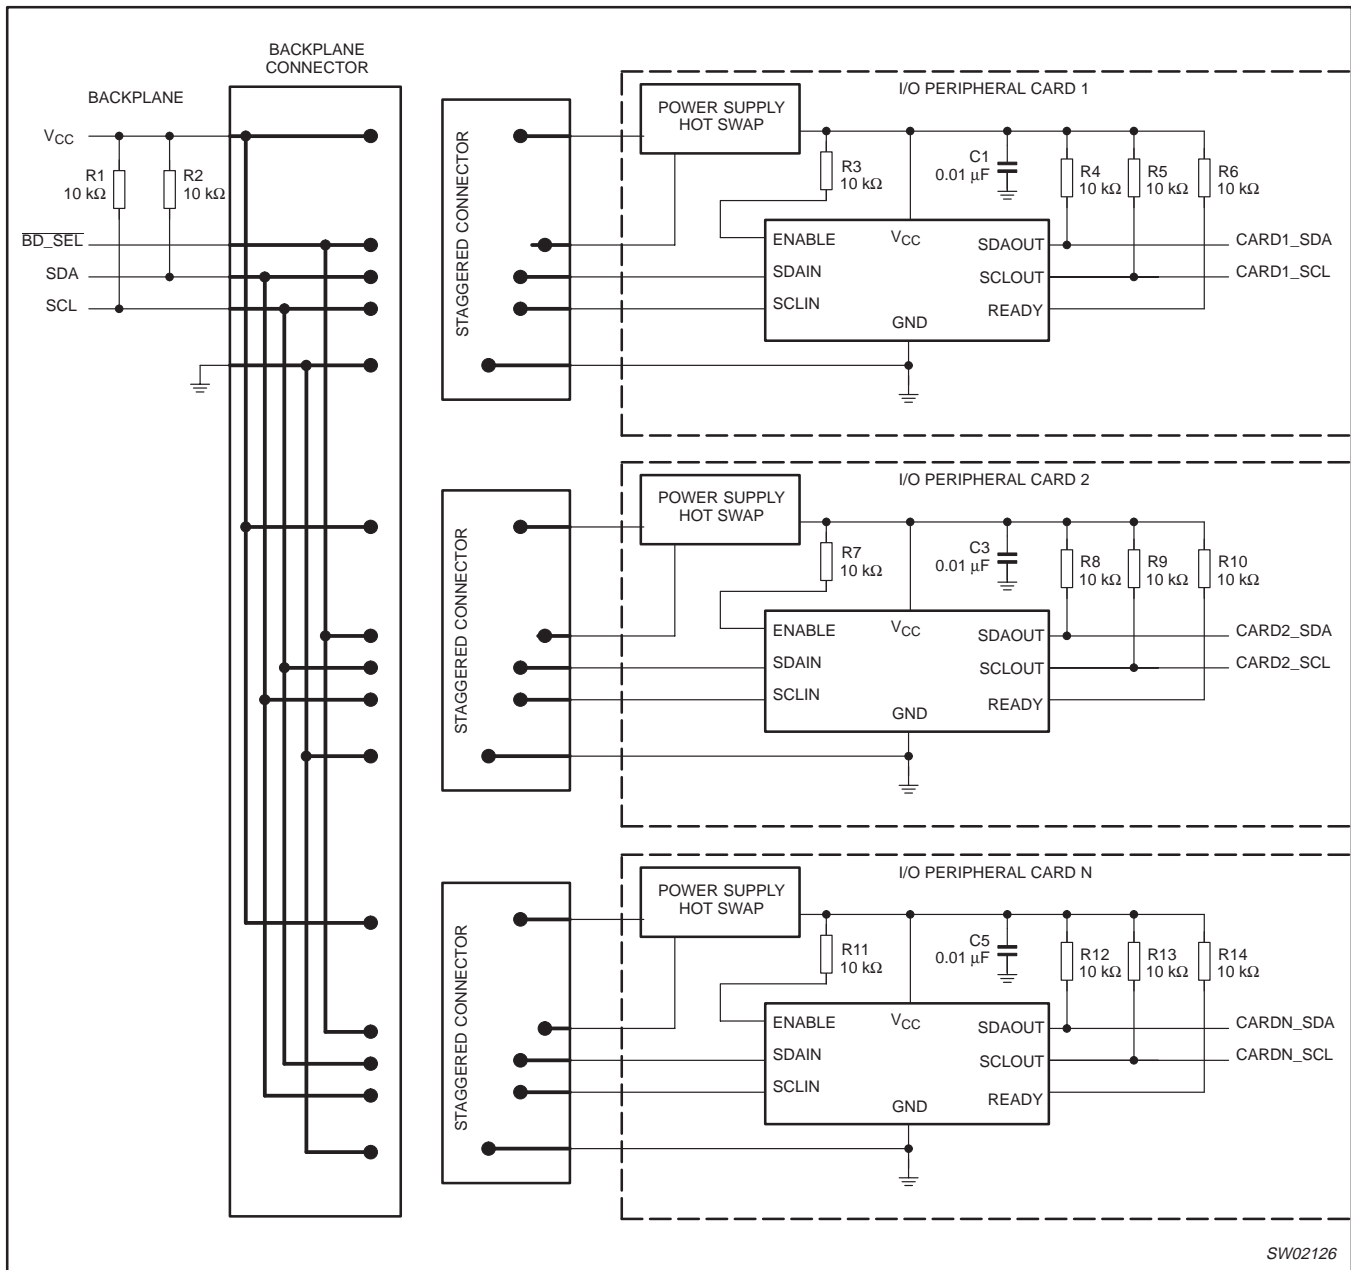 BACKPLANE
CONNECTOR
BACKPLANE
VCC
R1
10 kΩ
R2
10 kΩ
BD_SEL
SDA
SCL
STAGGERED CONNECTOR
I/O PERIPHERAL CARD 1
POWER SUPPLY
HOT SWAP
R3
10 kΩ
C1
0.01 μF
R4
10 kΩ
R5
10 kΩ
R6
10 kΩ
ENABLE
VCC
SDAOUT
CARD1_SDA
SDAIN
SCLOUT
CARD1_SCL
SCLIN
READY
GND
STAGGERED CONNECTOR
I/O PERIPHERAL CARD 2
POWER SUPPLY
HOT SWAP
R7
10 kΩ
C3
0.01 μF
R8
10 kΩ
R9
10 kΩ
R10
10 kΩ
ENABLE
VCC
SDAOUT
CARD2_SDA
SDAIN
SCLOUT
CARD2_SCL
SCLIN
READY
GND
STAGGERED CONNECTOR
I/O PERIPHERAL CARD N
POWER SUPPLY
HOT SWAP
R11
10 kΩ
C5
0.01 μF
R12
10 kΩ
R13
10 kΩ
R14
10 kΩ
ENABLE
VCC
SDAOUT
CARDN_SDA
SDAIN
SCLOUT
CARDN_SCL
SCLIN
READY
GND
SW02126